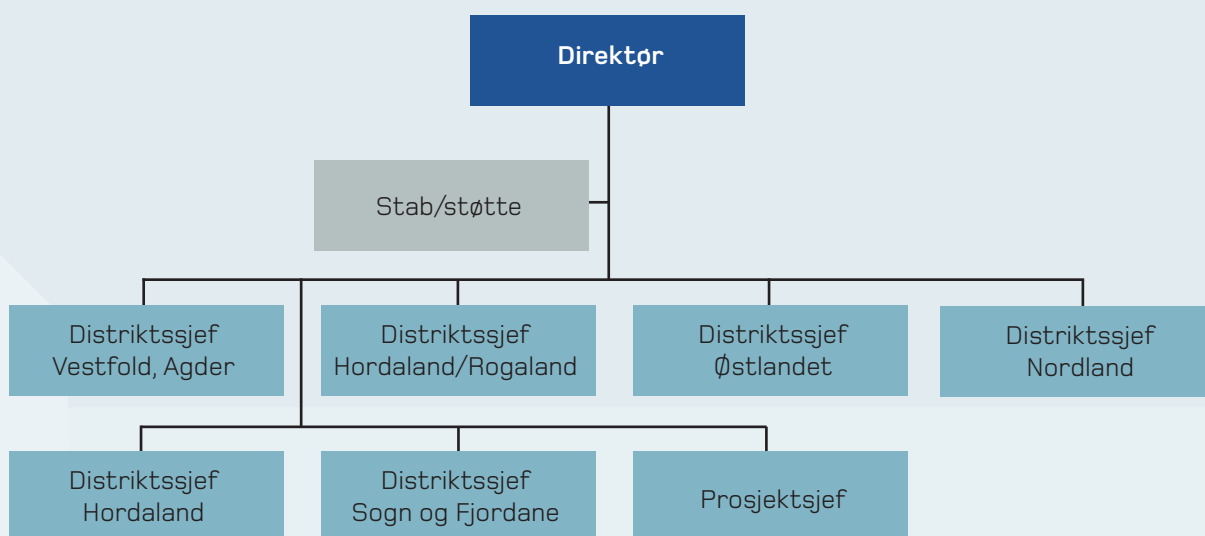 Direktør
Stab/støtte
Distriktssjef
Vestfold, Agder
Distriktssjef
Hordaland/Rogaland
Distriktssjef
Østlandet
Distriktssjef
Nordland
Distriktssjef
Hordaland
Distriktssjef
Sogn og Fjordane
Prosjektsjef